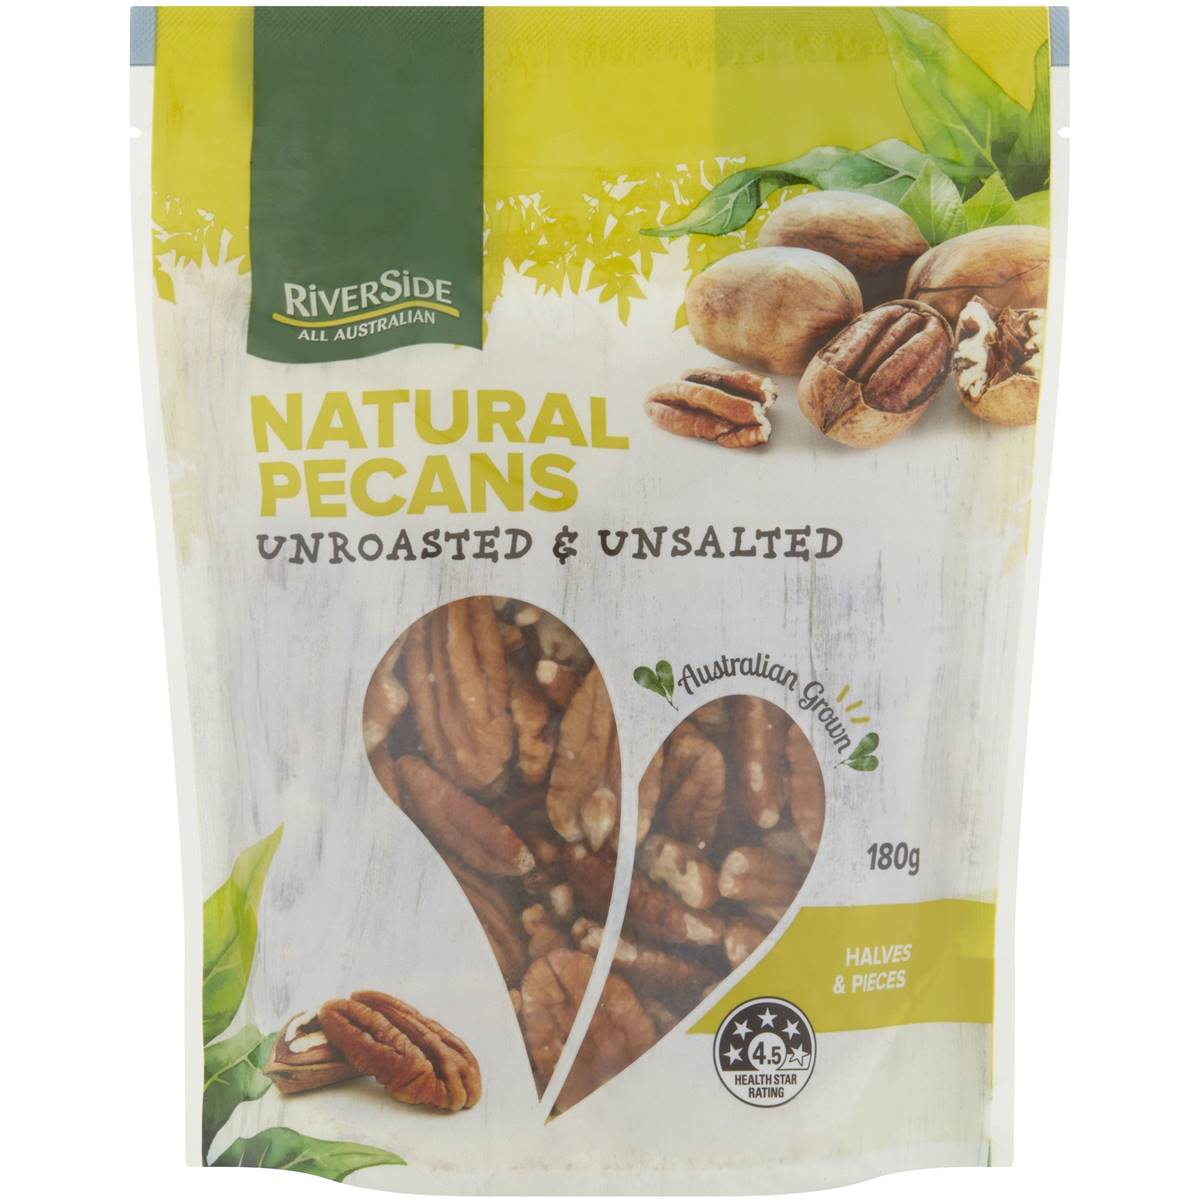 RiVERSiDE
ALL AUSTRALIAN
NATURAL
PECANS
UNROASTED & UNSALTED
Australian Grown
180g
HALVES
& PIECES
4.5
HEALTH STAR
RATING